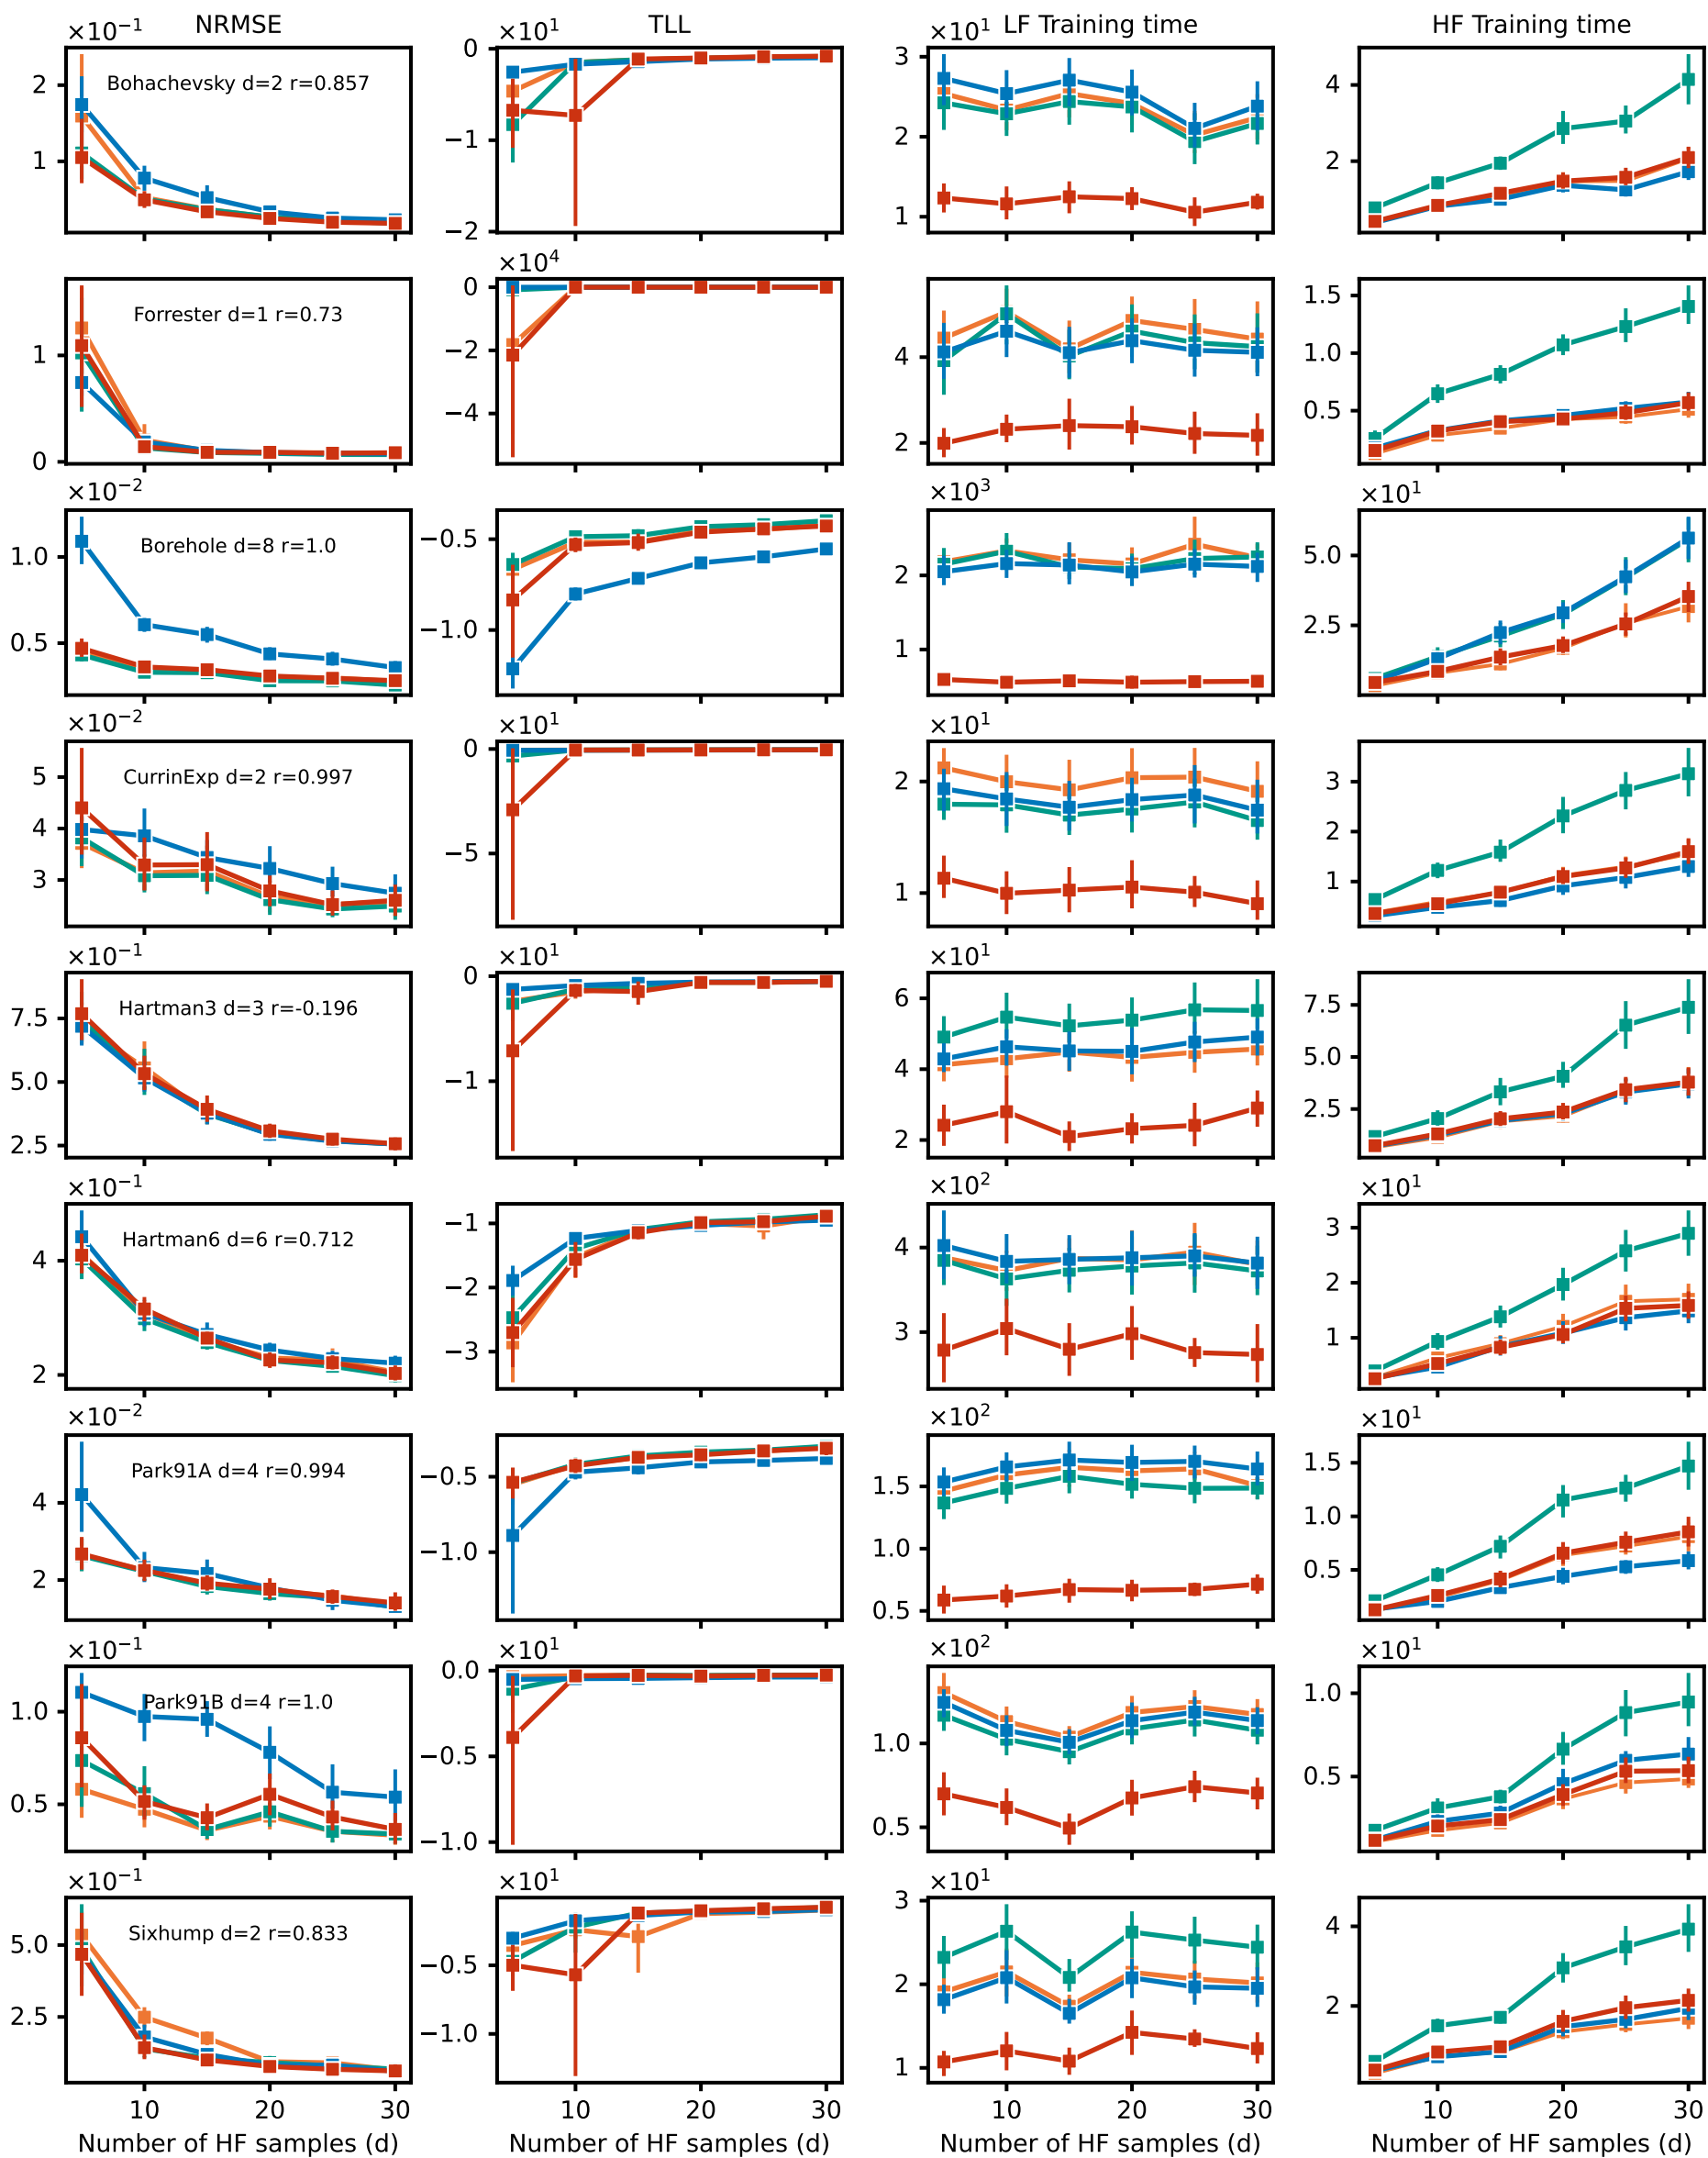 NRMSE TLL LF Training time HF Training time
×10⁻¹ ×10¹ ×10¹
Bohachevsky d=2 r=0.857
2 1
0 −1 −2
3 2 1
4 2
×10⁴
Forrester d=1 r=0.73
1 0
0 −2 −4
4 2
1.5 1.0 0.5
×10⁻² ×10³ ×10¹
Borehole d=8 r=1.0
1.0 0.5
−0.5 −1.0
2 1
5.0 2.5
×10⁻² ×10¹ ×10¹
CurrinExp d=2 r=0.997
5 4 3
0 −5
2 1
3 2 1
×10⁻¹ ×10¹ ×10¹
Hartman3 d=3 r=-0.196
7.5 5.0 2.5
0 −1
6 4 2
7.5 5.0 2.5
×10⁻¹ ×10² ×10¹
Hartman6 d=6 r=0.712
4 2
−1 −2 −3
4 3
3 2 1
×10⁻² ×10² ×10¹
Park91A d=4 r=0.994
4 2
−0.5 −1.0
1.5 1.0 0.5
1.5 1.0 0.5
×10⁻¹ ×10¹ ×10² ×10¹
Park91B d=4 r=1.0
1.0 0.5
0.0 −0.5 −1.0
1.0 0.5
1.0 0.5
×10⁻¹ ×10¹ ×10¹
Sixhump d=2 r=0.833
5.0 2.5
−0.5 −1.0
3 2 1
4 2
10 20 30 10 20 30 10 20 30 10 20 30
Number of HF samples (d) Number of HF samples (d) Number of HF samples (d) Number of HF samples (d)